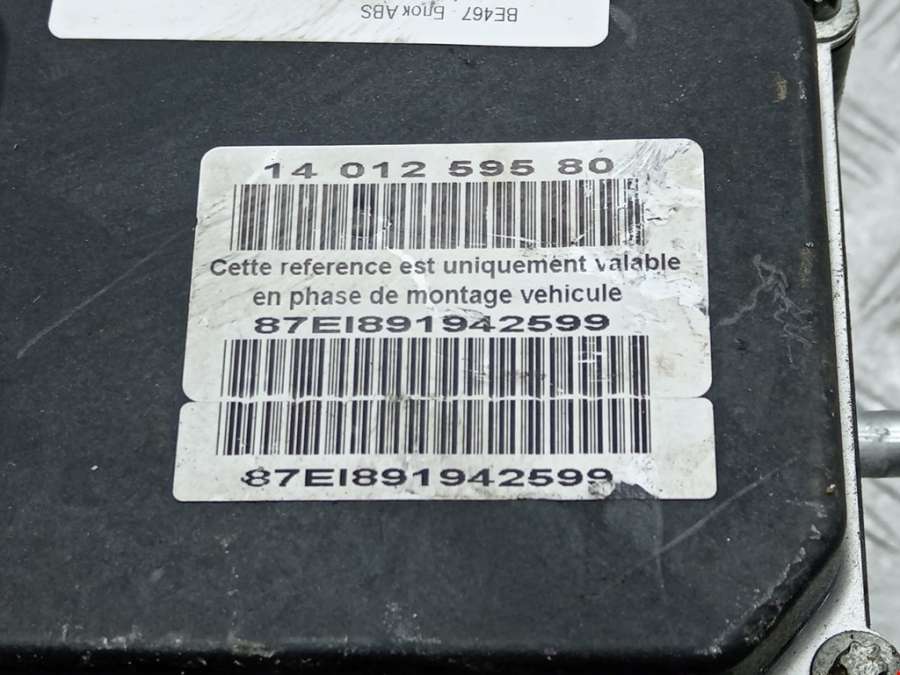 BE467 - Блок ABS
14 012 595 80
Cette reference est uniquement valable
en phase de montage vehicule
87EI891942599
87EI891942599